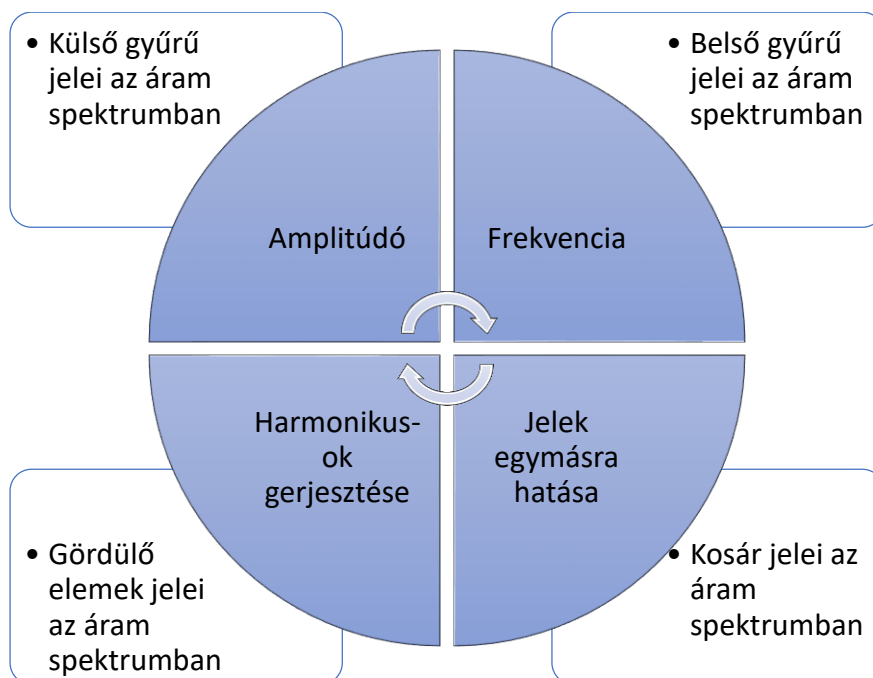 • Külső gyűrű
jelei az áram
spektrumban
• Belső gyűrű
jelei az áram
spektrumban
Amplitúdó
Frekvencia
Harmonikus-
ok
gerjesztése
Jelek
egymásra
hatása
• Gördülő
elemek jelei
az áram
spektrumban
• Kosár jelei az
áram
spektrumban